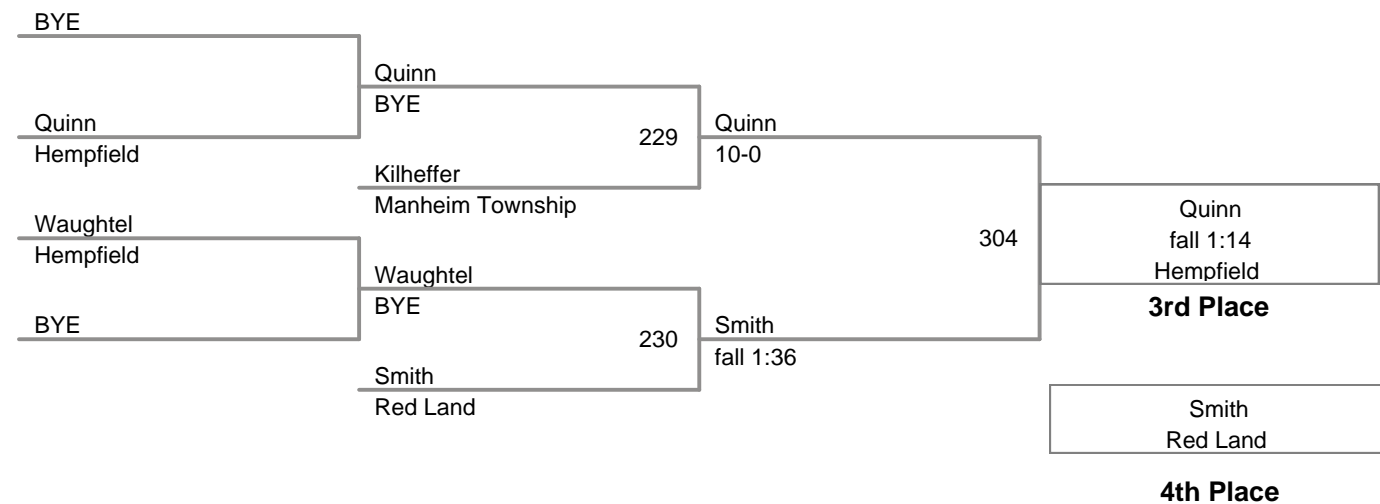 BYE
Quinn
BYE
Quinn
Hempfield
229
Quinn
10-0
Kilheffer
Manheim Township
Waughtel
Hempfield
304
Quinn
fall 1:14
Hempfield
3rd Place
Waughtel
BYE
BYE
230
Smith
fall 1:36
Smith
Red Land
Smith
Red Land
4th Place